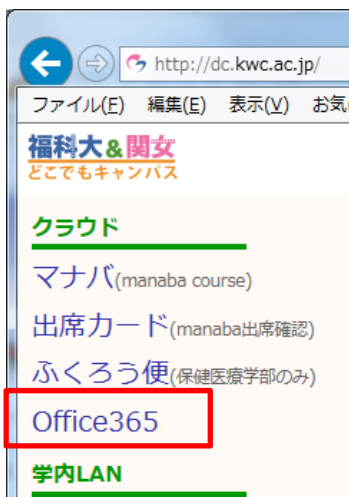 http://dc.kwc.ac.jp/
ファイル(F) 編集(E) 表示(V) お気
福科大&関女
どこでもキャンパス
クラウド
マナバ(manaba course)
出席カード(manaba出席確認)
ふくろう便(保健医療学部のみ)
Office365
学内LAN